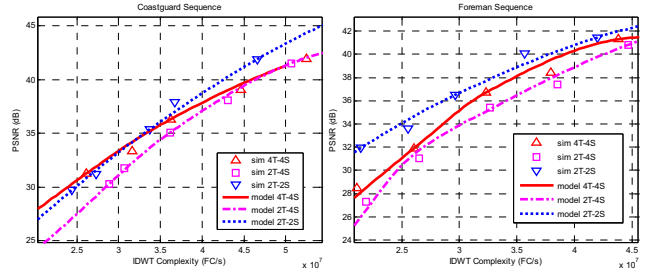 Coastguard Sequence
45
40
35
30
25
PSNR (dB)
sim 4T-4S
sim 2T-4S
sim 2T-2S
model 4T-4S
model 2T-4S
model 2T-2S
2.5 3 3.5 4 4.5 5
IDWT Complexity (FC/s)
x 10^7
Foreman Sequence
42
40
38
36
34
32
30
28
26
24
PSNR (dB)
sim 4T-4S
sim 2T-4S
sim 2T-2S
model 4T-4S
model 2T-4S
model 2T-2S
2.5 3 3.5 4 4.5
IDWT Complexity (FC/s)
x 10^7